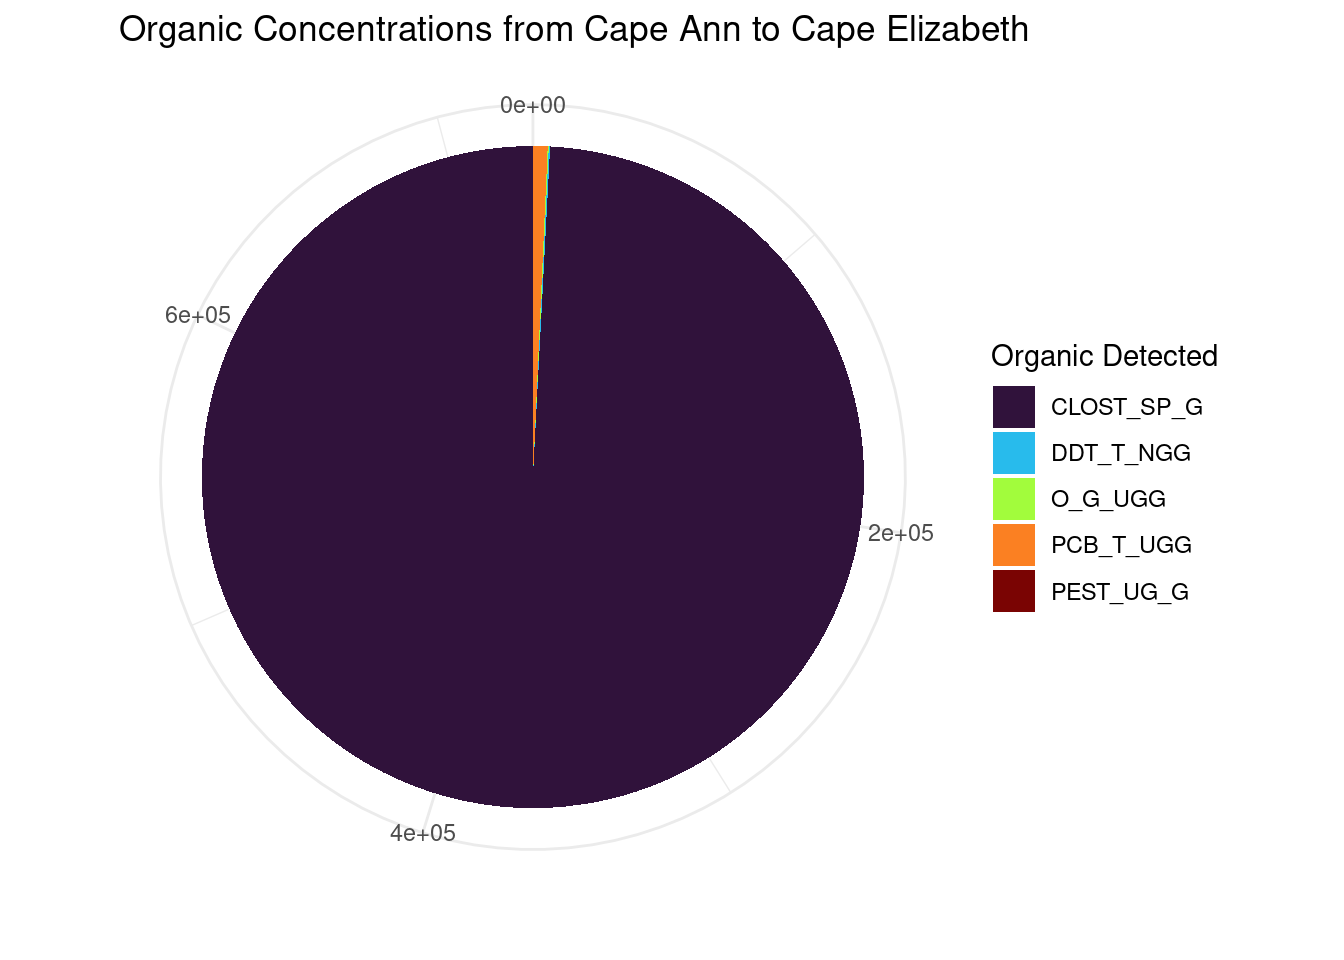 Organic Concentrations from Cape Ann to Cape Elizabeth
0e+00
6e+05
2e+05
4e+05
Organic Detected
CLOST_SP_G
DDT_T_NGG
O_G_UGG
PCB_T_UGG
PEST_UG_G